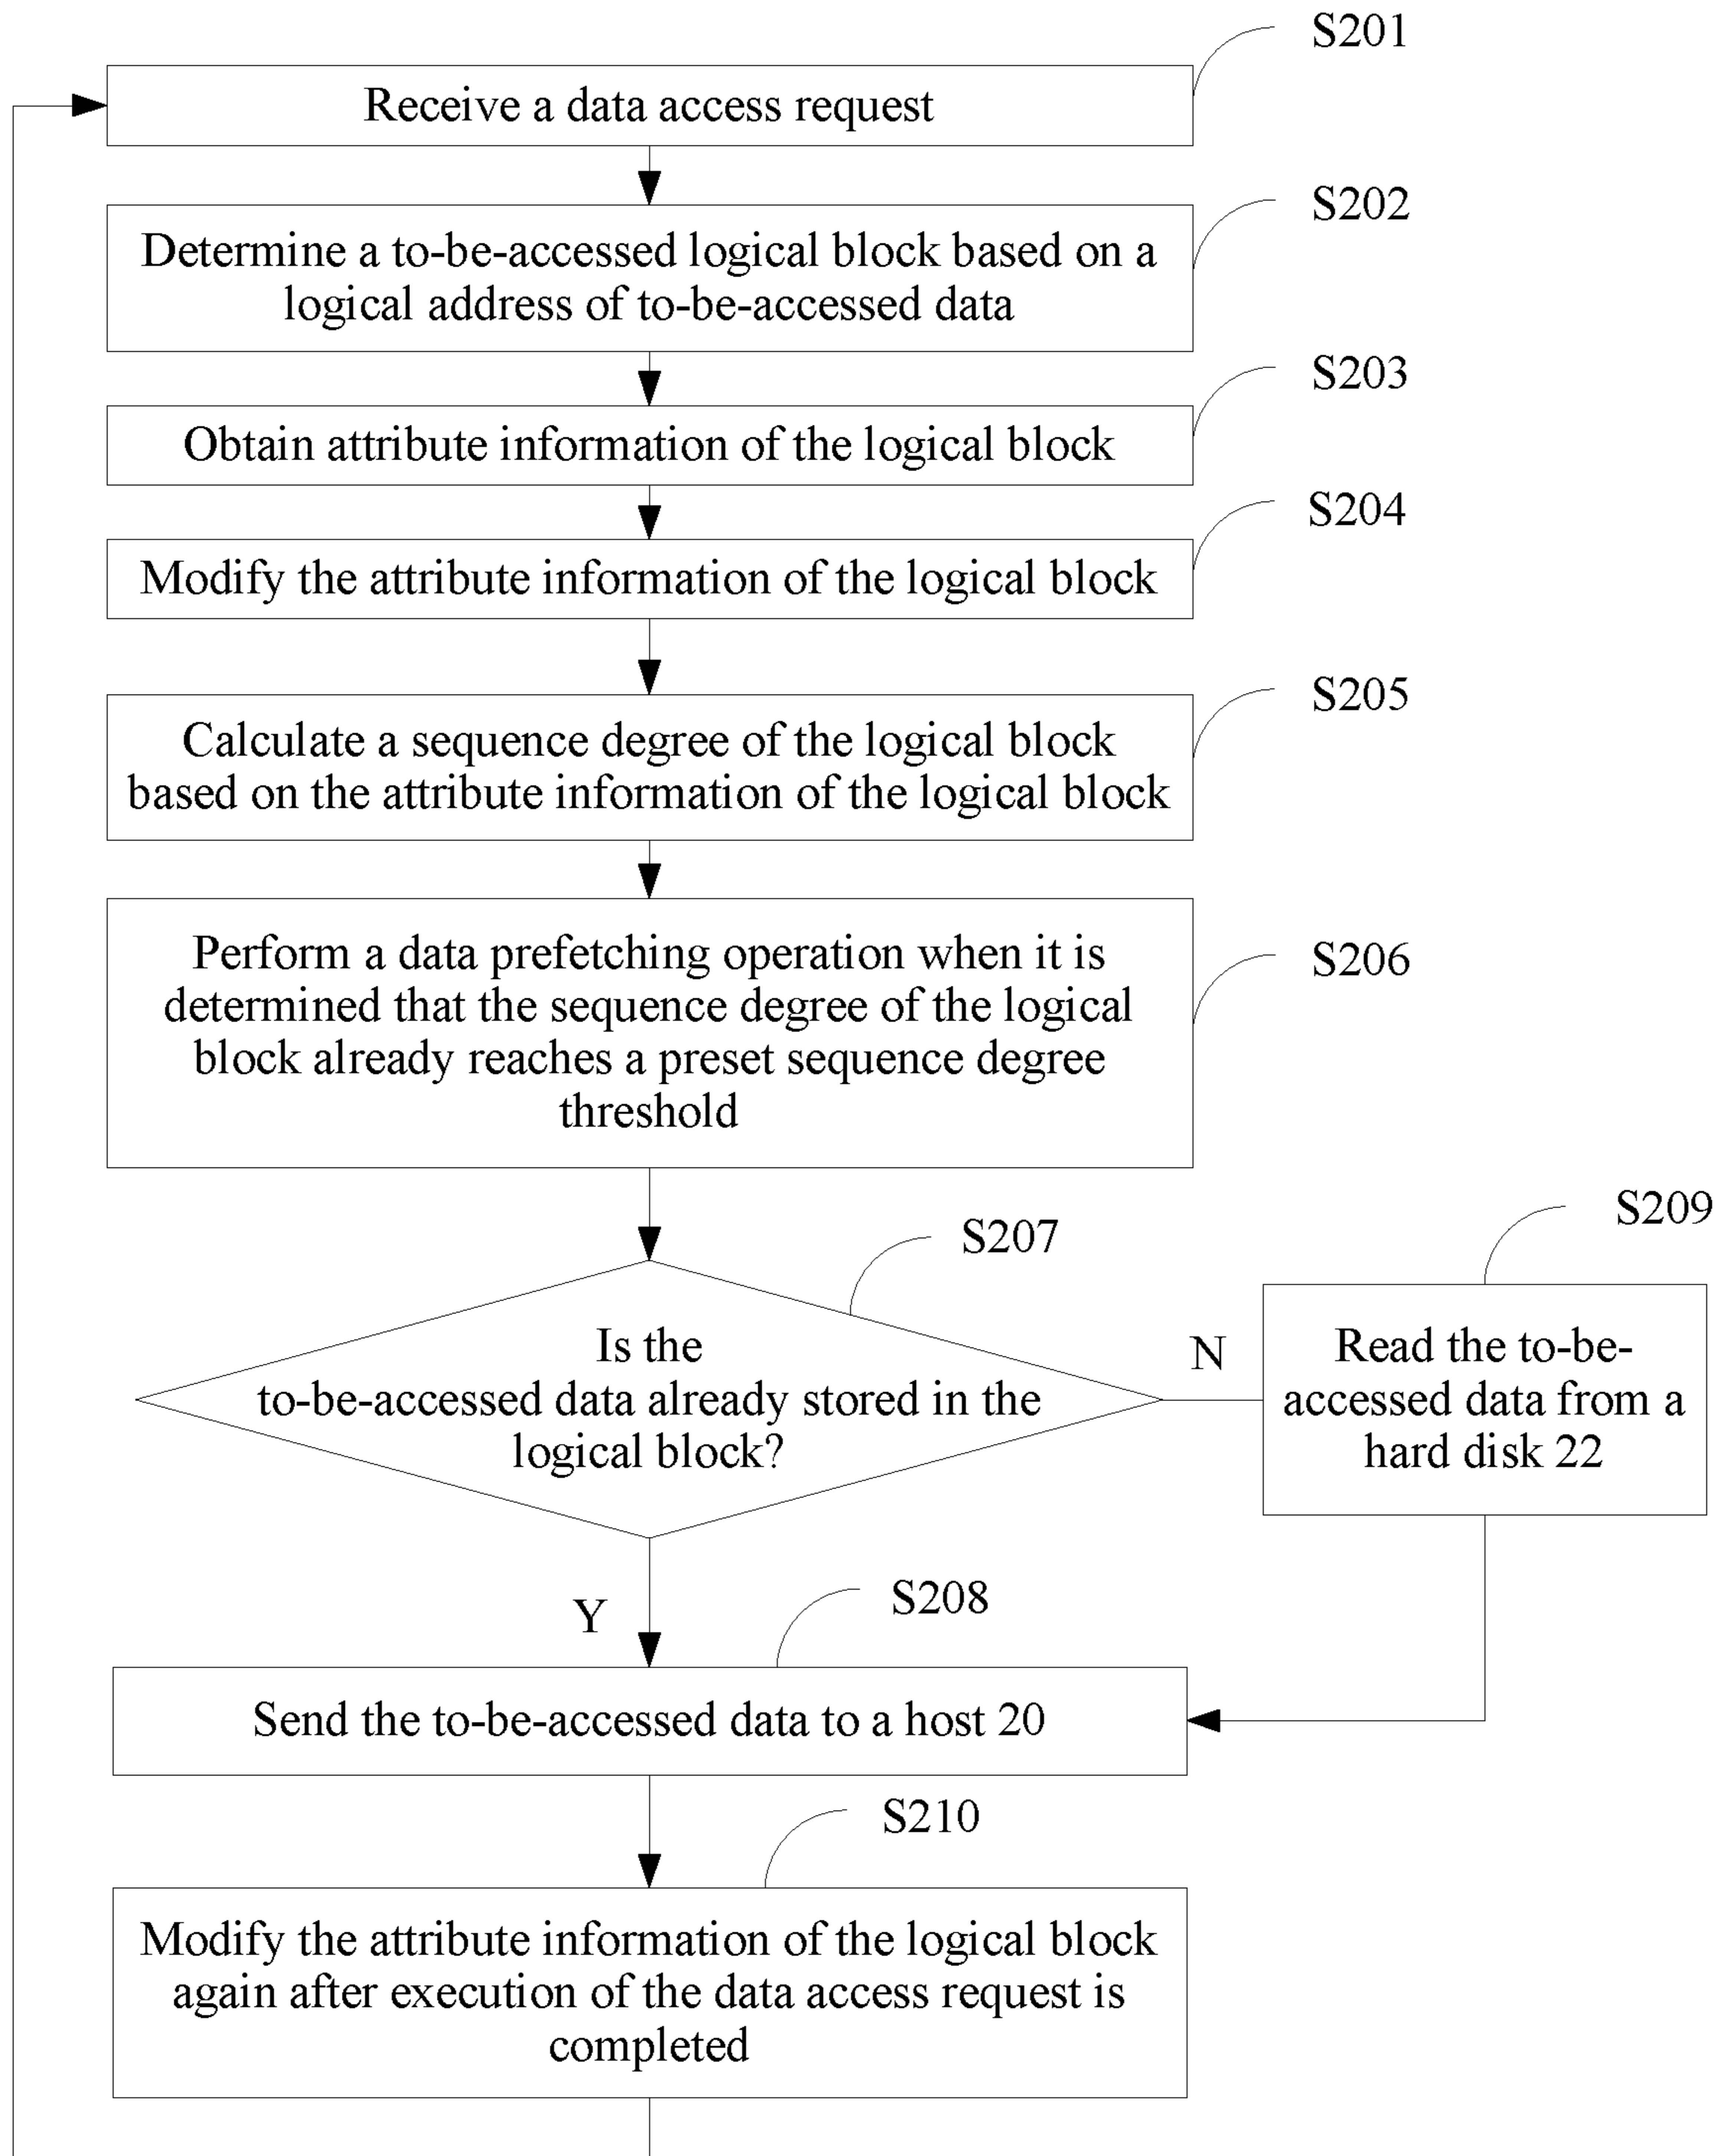 S201
Receive a data access request
S202
Determine a to-be-accessed logical block based on a
logical address of to-be-accessed data
S203
Obtain attribute information of the logical block
S204
Modify the attribute information of the logical block
S205
Calculate a sequence degree of the logical block
based on the attribute information of the logical block
S206
Perform a data prefetching operation when it is
determined that the sequence degree of the logical
block already reaches a preset sequence degree
threshold
S207
Is the
to-be-accessed data already stored in the
logical block?
N
S209
Read the to-be-
accessed data from a
hard disk 22
Y
S208
Send the to-be-accessed data to a host 20
S210
Modify the attribute information of the logical block
again after execution of the data access request is
completed